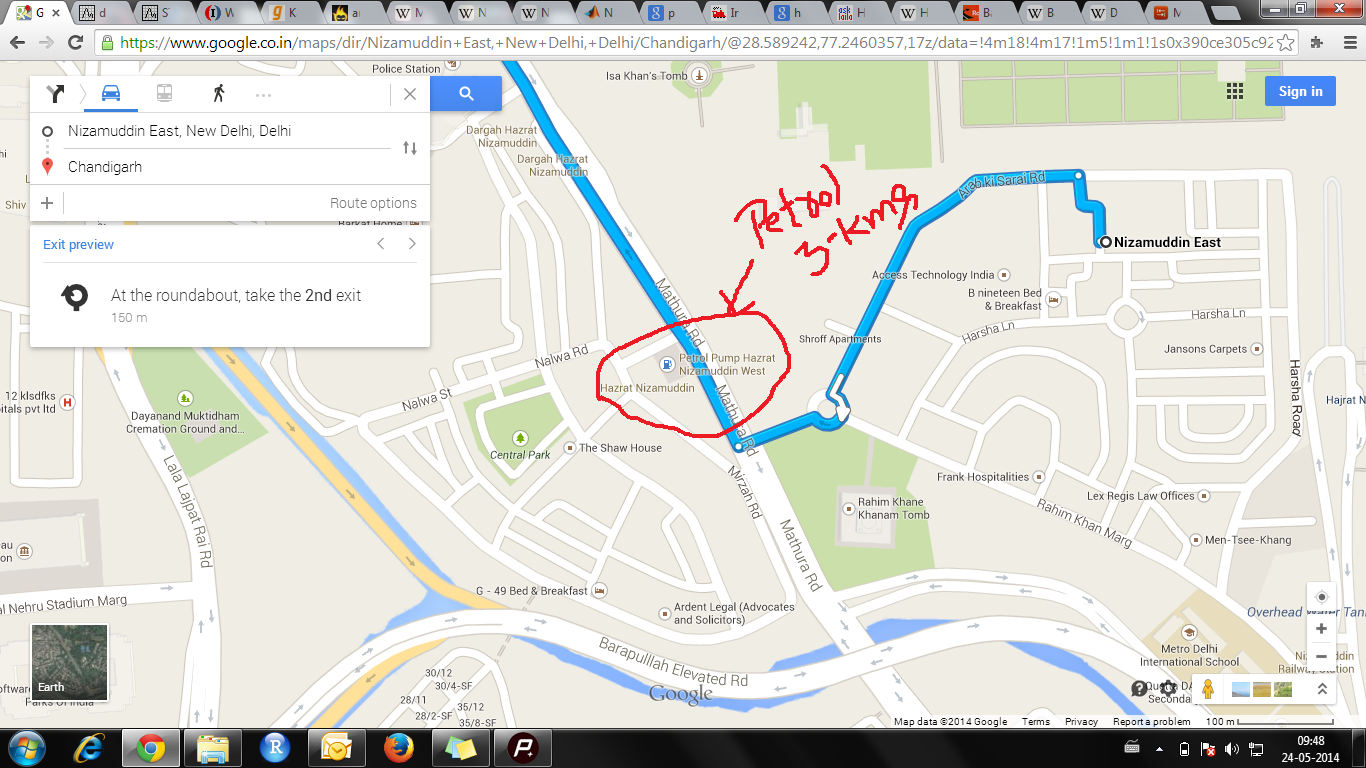 G
d
S
W
K
ar
M
N
W
N
N
p
Ir
h
H
H
B
B
D
M
https://www.google.co.in/maps/dir/Nizamuddin+East,+New+Delhi,+Delhi/Chandigarh/@28.589242,77.2460357,17z/data=!4m18!4m17!1m5!1m1!1s0x390ce305c92
Police Station
Isa Khan's Tomb
Sign in
Nizamuddin East, New Delhi, Delhi
Chandigarh
Route options
Shiv
Barkat Home
Exit preview
At the roundabout, take the 2nd exit
150 m
Dargah Hazrat
Nizamuddin
Dargah Hazrat
Nizamuddin
Petrol
3·kms
Arab ki Sarai Rd
Nizamuddin East
Access Technology India
B nineteen Bed
& Breakfast
Harsha Ln
Harsha Ln
Shroff Apartments
Jansons Carpets
Mathura Rd
Petrol Pump Hazrat
Nizamuddin West
Hazrat Nizamuddin
Nalwa Rd
Nalwa St
Mathura Rd
Harsha Road
Hajrat N
12 klsdfks
itals pvt ltd
Dayanand Muktidham
Cremation Ground and...
Central Park
The Shaw House
Mirzah Rd
Frank Hospitalities
Lex Regis Law Offices
Rahim Khane
Khanam Tomb
Rahim Khan Marg
Men-Tsee-Khang
Lala Lajpat Rai Rd
Mathura Rd
eau
ion
G - 49 Bed & Breakfast
al Nehru Stadium Marg
Ardent Legal (Advocates
and Solicitors)
Overhead Water Tan
Metro Delhi
International School
Barapullah Elevated Rd
Railway Station
Earth
Software
Parks Of India
30/12
30/4-SF
28/11
28/2-SF
35/12
35/8-SF
Google
Secondary
Map data ©2014 Google
Terms
Privacy
Report a problem
100 m
09:48
24-05-2014